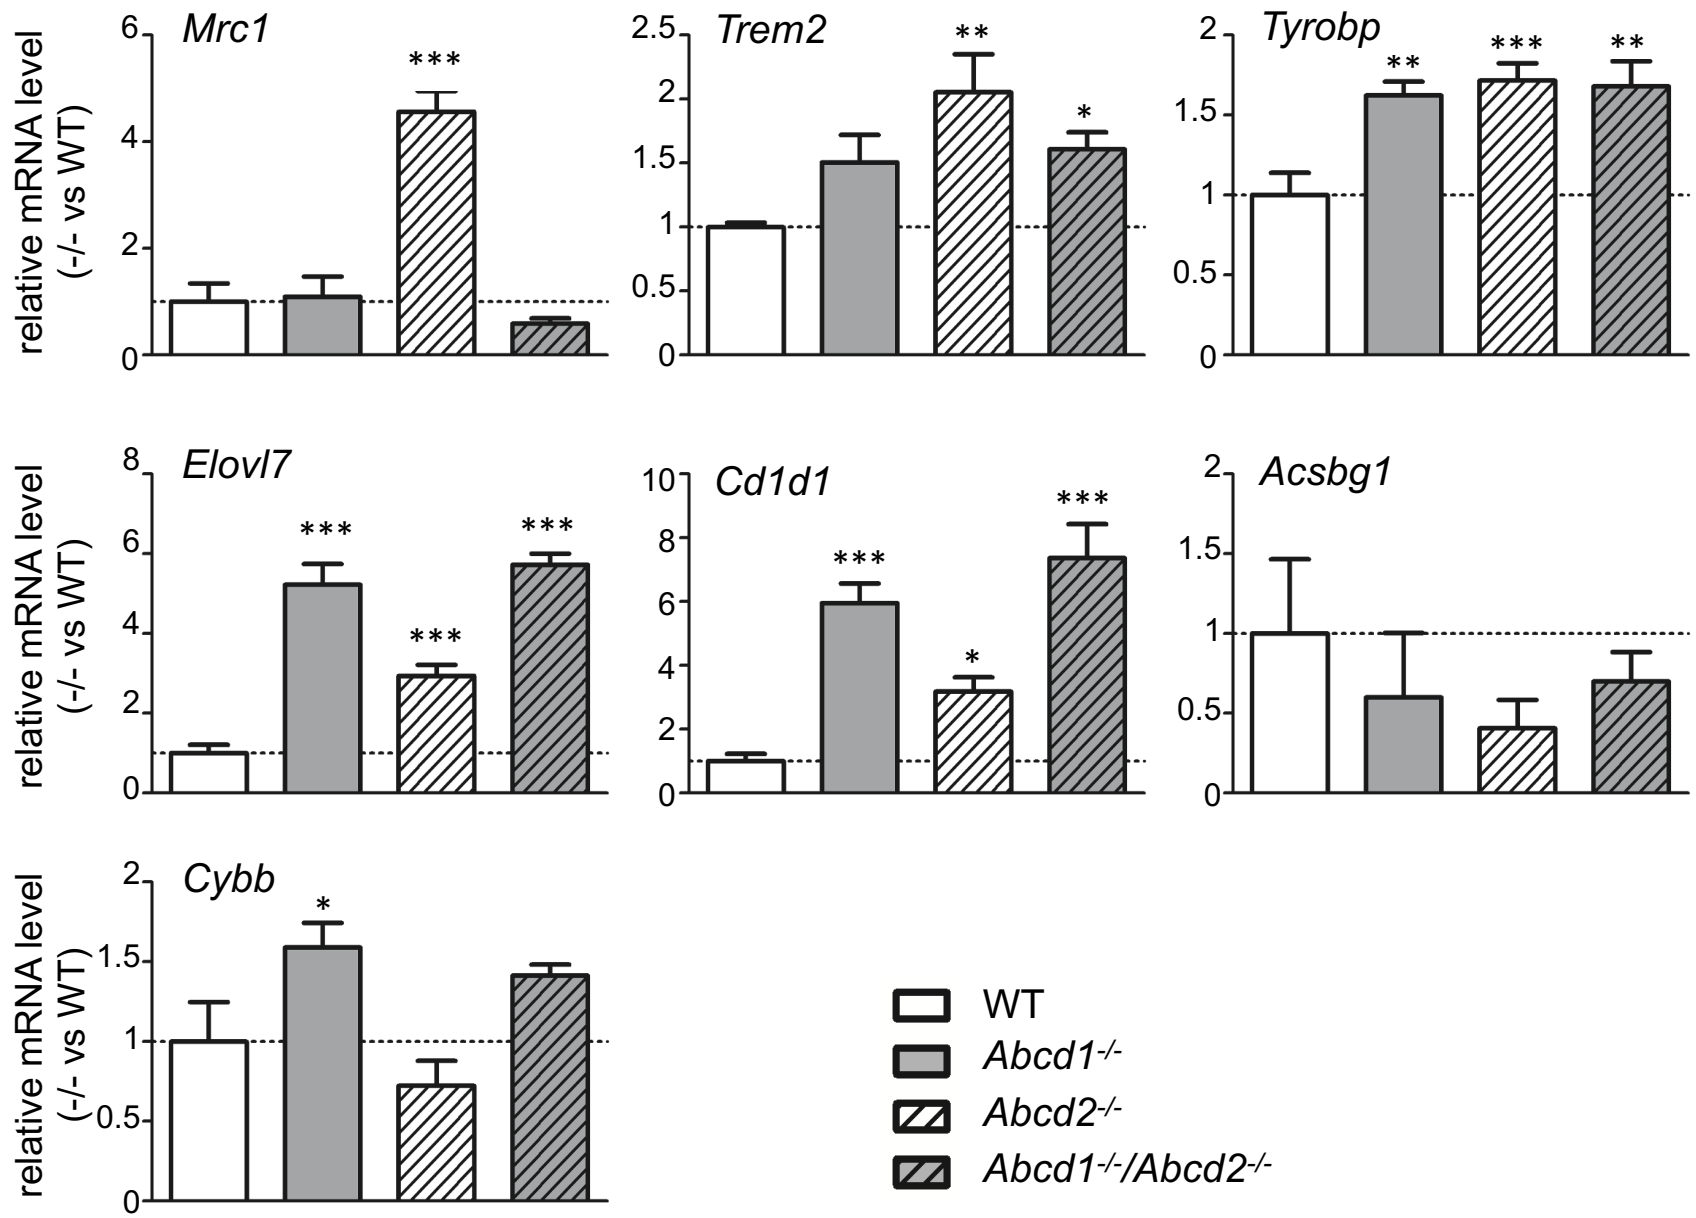 relative mRNA level
(-/- vs WT)
Mrc1
6
4
2
0
***
Trem2
2.5
2
1.5
1
0.5
0
**
*
Tyrobp
2
1.5
1
0.5
0
**
***
**
relative mRNA level
(-/- vs WT)
Elovl7
8
6
4
2
0
***
***
***
Cd1d1
10
8
6
4
2
0
***
*
***
Acsbg1
2
1.5
1
0.5
0
relative mRNA level
(-/- vs WT)
Cybb
2
1.5
1
0.5
0
*
WT
Abcd1-/-
Abcd2-/-
Abcd1-/-/Abcd2-/-